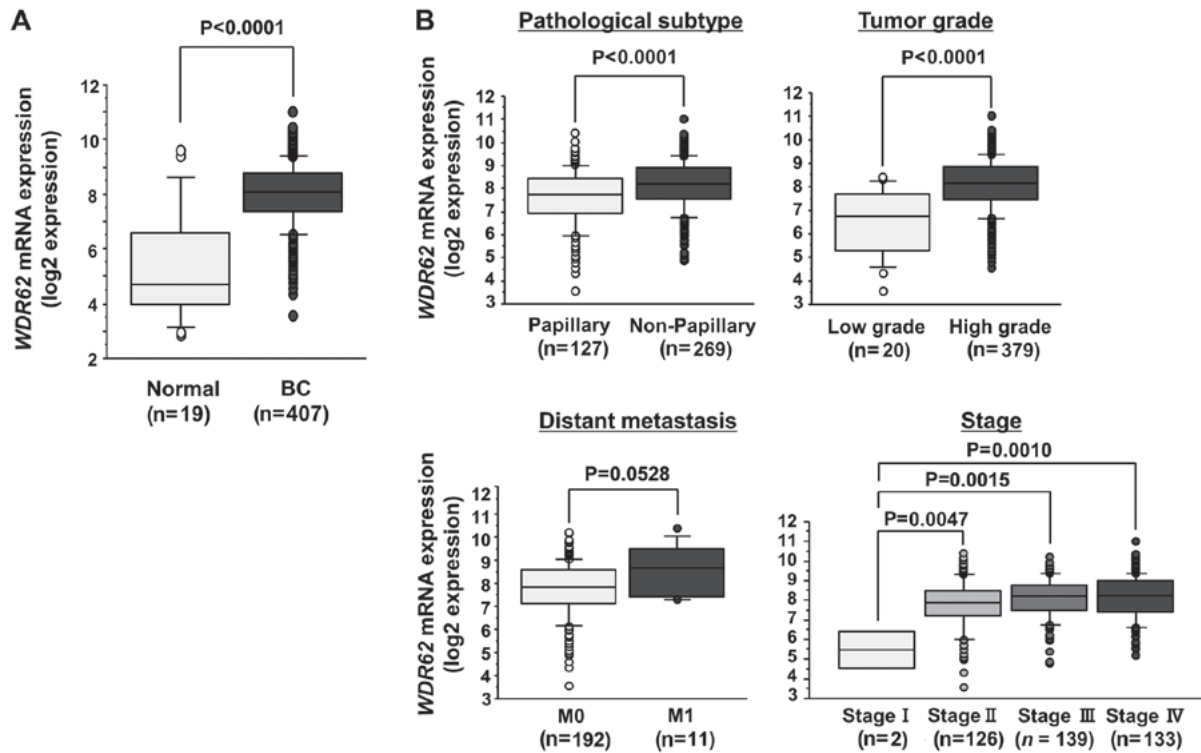 A
P<0.0001
WDR62 mRNA expression
(log2 expression)
12
10
8
6
4
2
Normal
(n=19)
BC
(n=407)
B
Pathological subtype
P<0.0001
WDR62 mRNA expression
(log2 expression)
12
11
10
9
8
7
6
5
4
3
Papillary
(n=127)
Non-Papillary
(n=269)
Tumor grade
P<0.0001
12
11
10
9
8
7
6
5
4
3
Low grade
(n=20)
High grade
(n=379)
Distant metastasis
P=0.0528
WDR62 mRNA expression
(log2 expression)
12
11
10
9
8
7
6
5
4
3
M0
(n=192)
M1
(n=11)
Stage
P=0.0010
P=0.0015
P=0.0047
12
11
10
9
8
7
6
5
4
3
Stage Ⅰ
(n=2)
Stage Ⅱ
(n=126)
Stage Ⅲ
(n = 139)
Stage Ⅳ
(n=133)